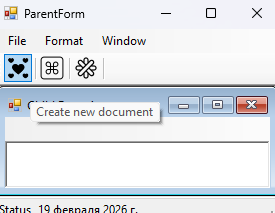 ParentForm
File Format Window
Create new document
Status 19 февраля 2026 г.